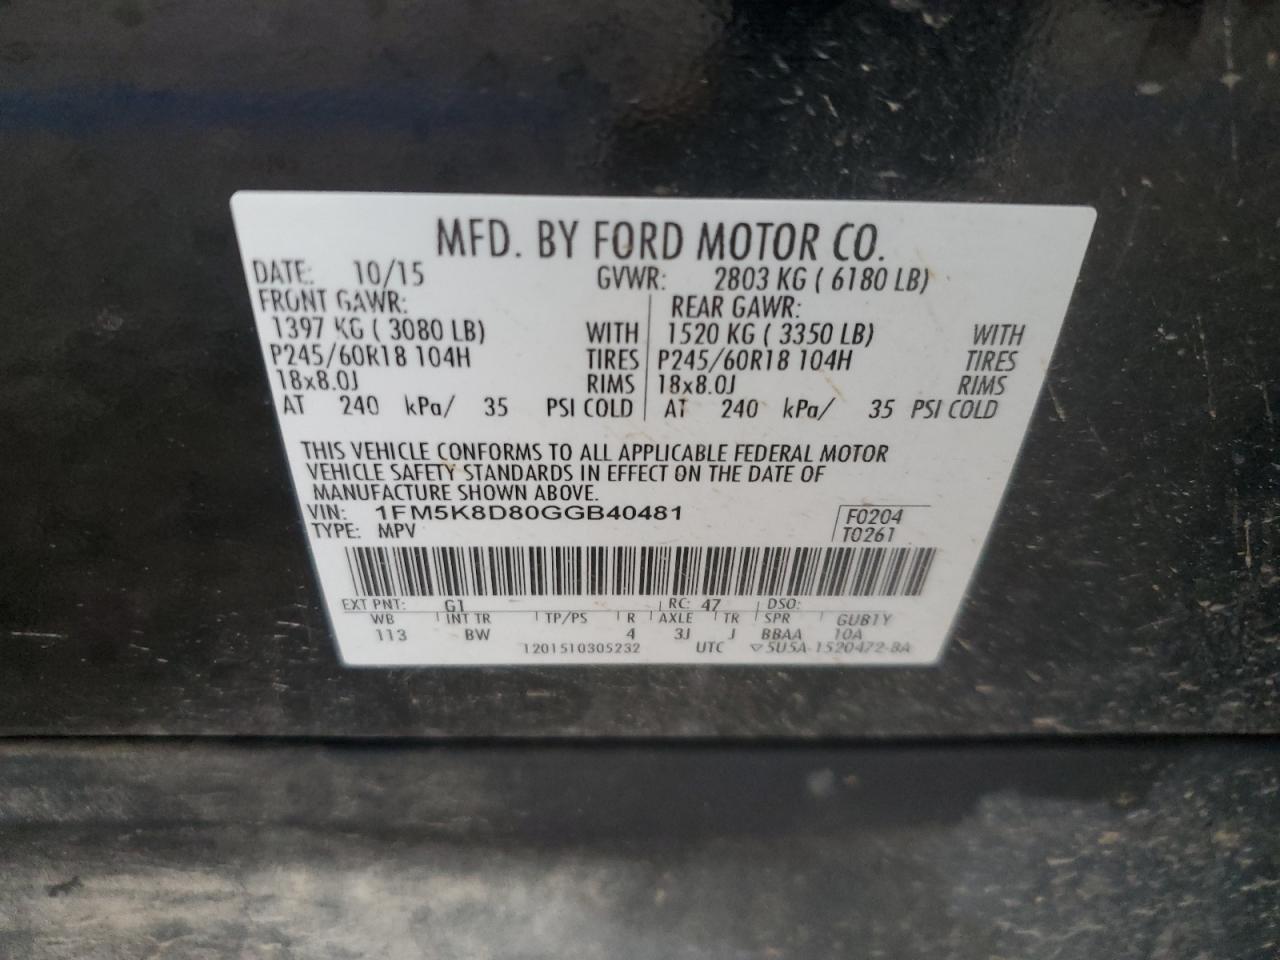 MFD. BY FORD MOTOR CO.
DATE: 10/15 GVWR: 2803 KG ( 6180 LB)
FRONT GAWR: REAR GAWR:
1397 KG ( 3080 LB) WITH 1520 KG ( 3350 LB) WITH
P245/60R18 104H TIRES P245/60R18 104H TIRES
18x8.0J RIMS 18x8.0J RIMS
AT 240 kPa/ 35 PSI COLD AT 240 kPa/ 35 PSI COLD
THIS VEHICLE CONFORMS TO ALL APPLICABLE FEDERAL MOTOR
VEHICLE SAFETY STANDARDS IN EFFECT ON THE DATE OF
MANUFACTURE SHOWN ABOVE.
VIN: 1FM5K8D80GGB40481 F0204
TYPE: MPV T0261
EXT PNT: G1 RC: 47 DSO:
WB INT TR TP/PS R AXLE TR SPR GUB1Y
113 BW 4 3J J BBAA 10A
1201510305232 UTC ▽5U5A-1520472-BA